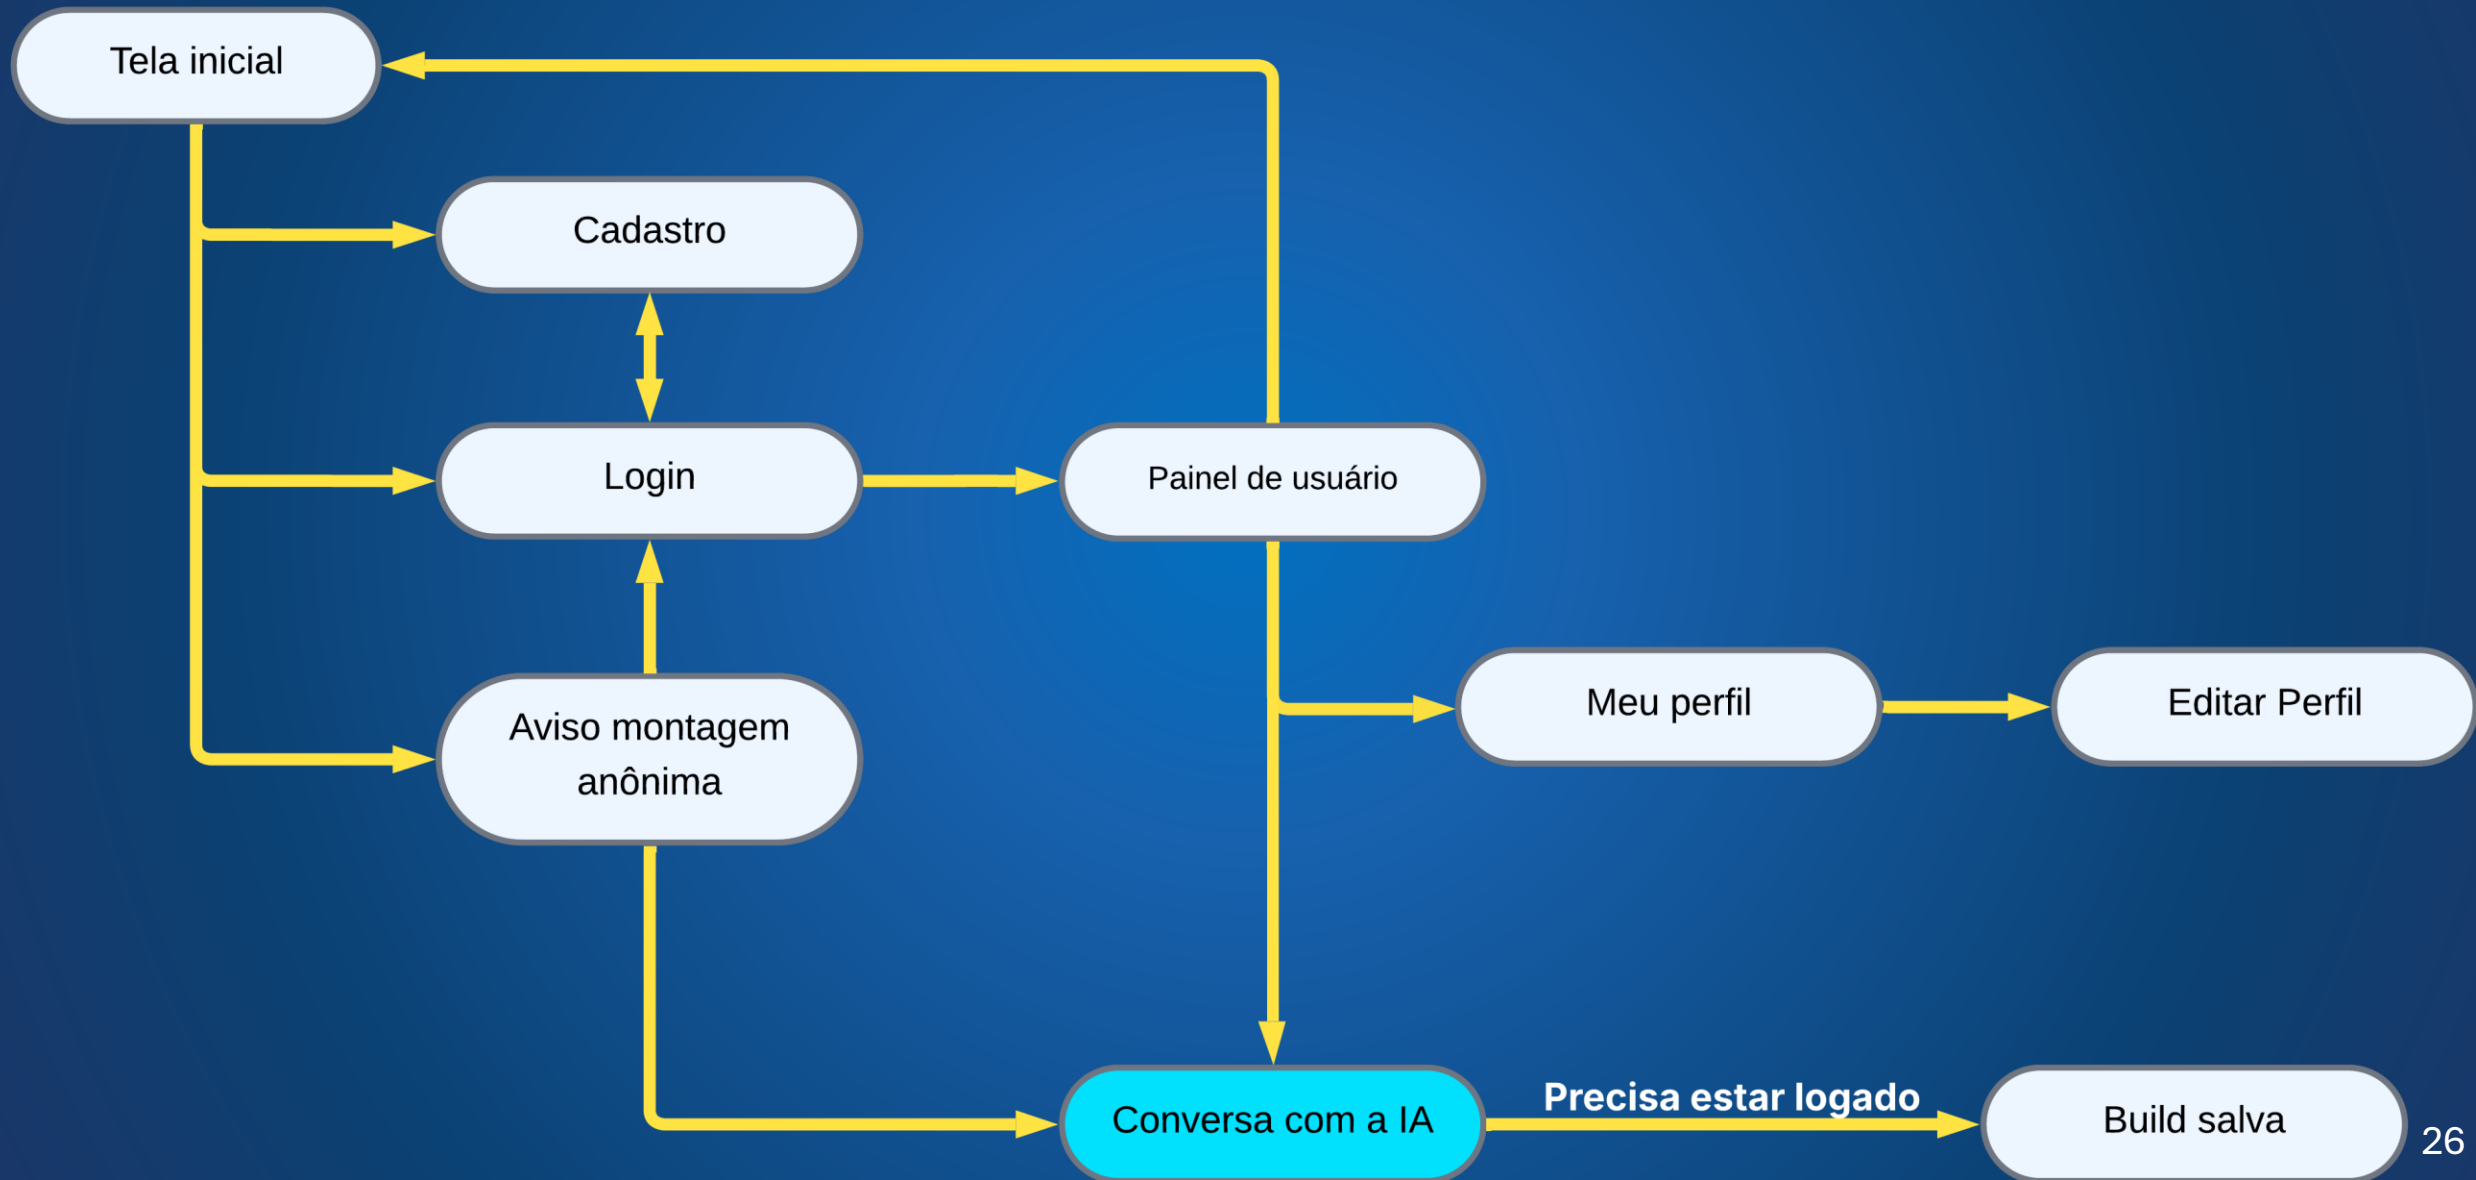 Tela inicial
Cadastro
Login
Painel de usuário
Aviso montagem
anônima
Meu perfil
Editar Perfil
Conversa com a IA
Precisa estar logado
Build salva
26